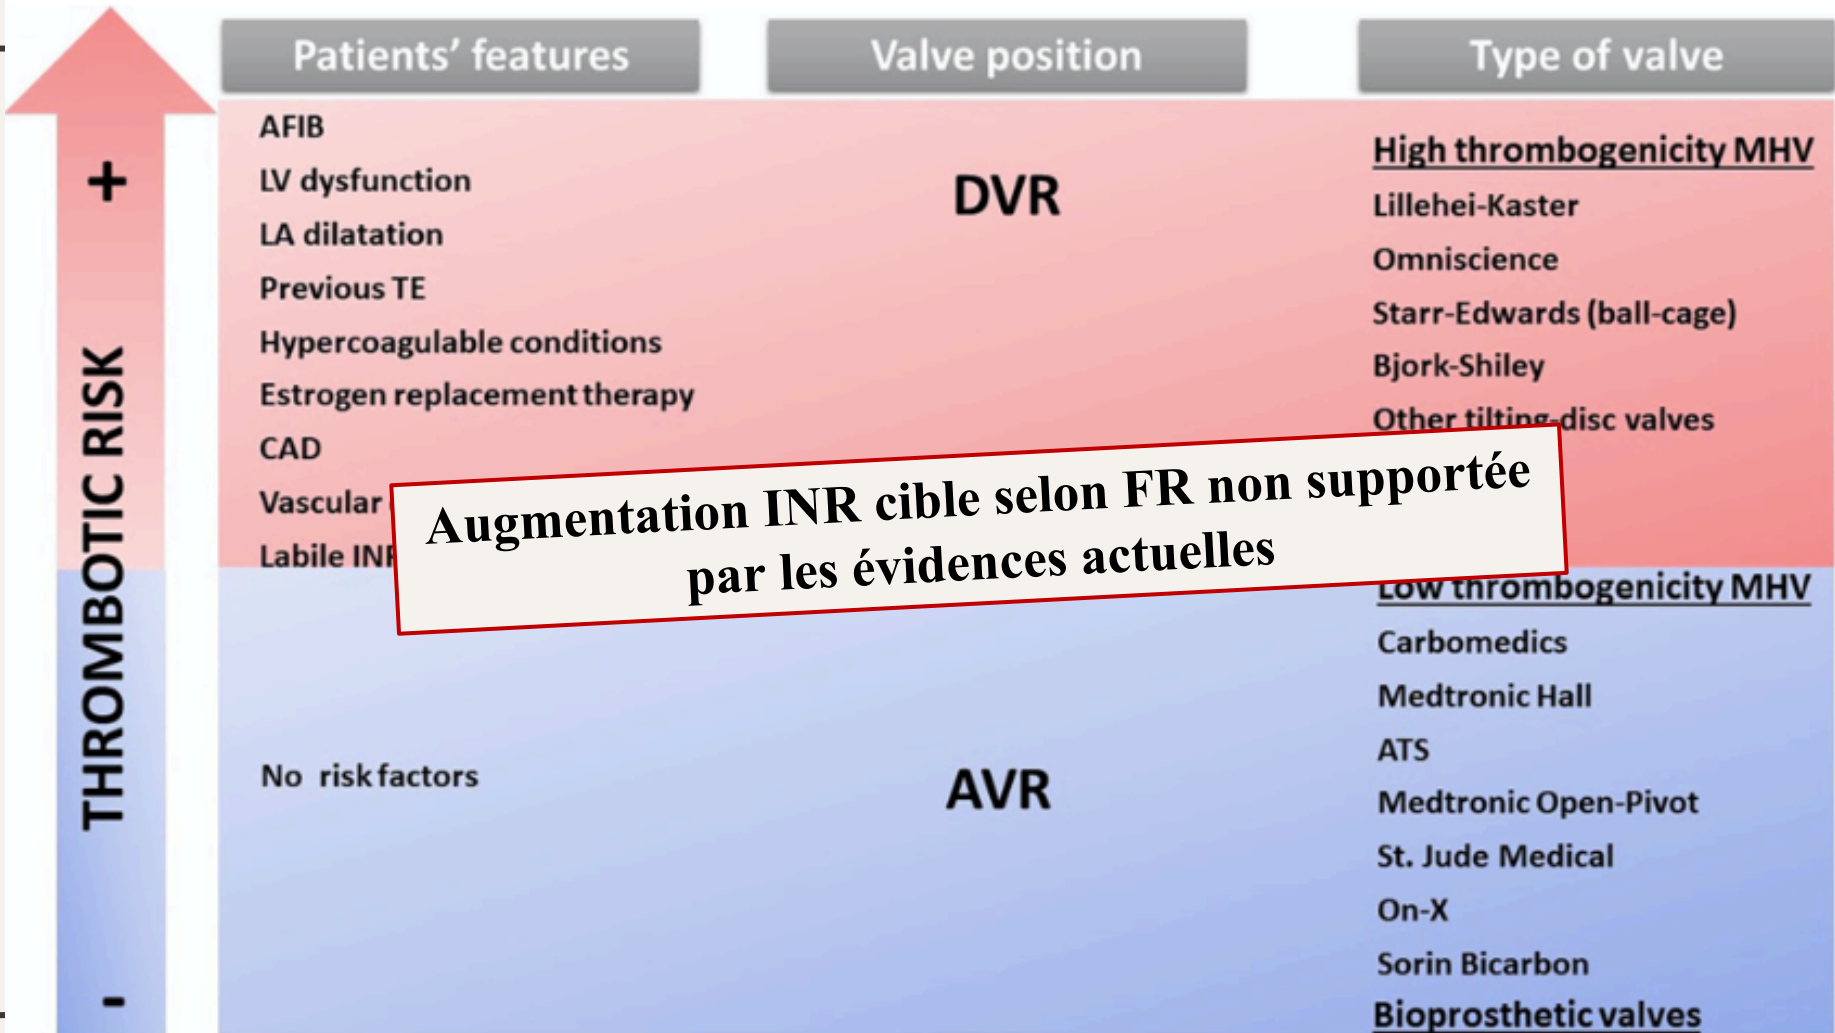 Patients’ features
Valve position
Type of valve
+
THROMBOTIC RISK
-
AFIB
LV dysfunction
LA dilatation
Previous TE
Hypercoagulable conditions
Estrogen replacement therapy
CAD
Vascular
Labile INR
No risk factors
DVR
AVR
High thrombogenicity MHV
Lillehei-Kaster
Omniscience
Starr-Edwards (ball-cage)
Bjork-Shiley
Other tilting-disc valves
Augmentation INR cible selon FR non supportée
par les évidences actuelles
Low thrombogenicity MHV
Carbomedics
Medtronic Hall
ATS
Medtronic Open-Pivot
St. Jude Medical
On-X
Sorin Bicarbon
Bioprosthetic valves